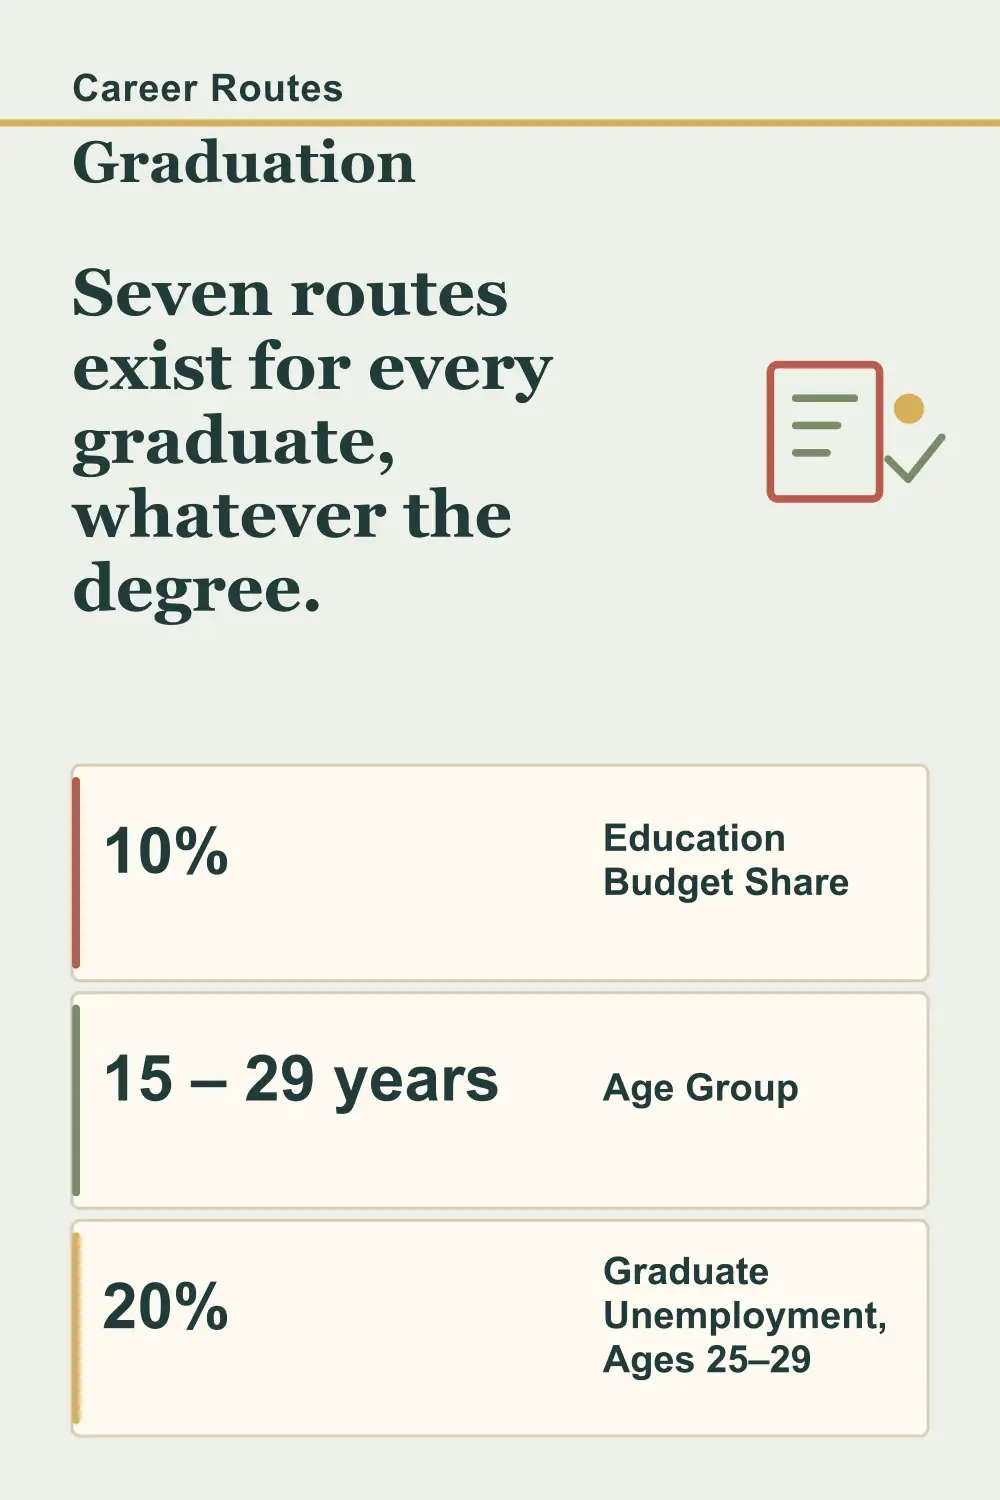 Career Routes
Graduation
Seven routes
exist for every
graduate,
whatever the
degree.
10%
Education
Budget Share
15 – 29 years
Age Group
20%
Graduate
Unemployment,
Ages 25–29